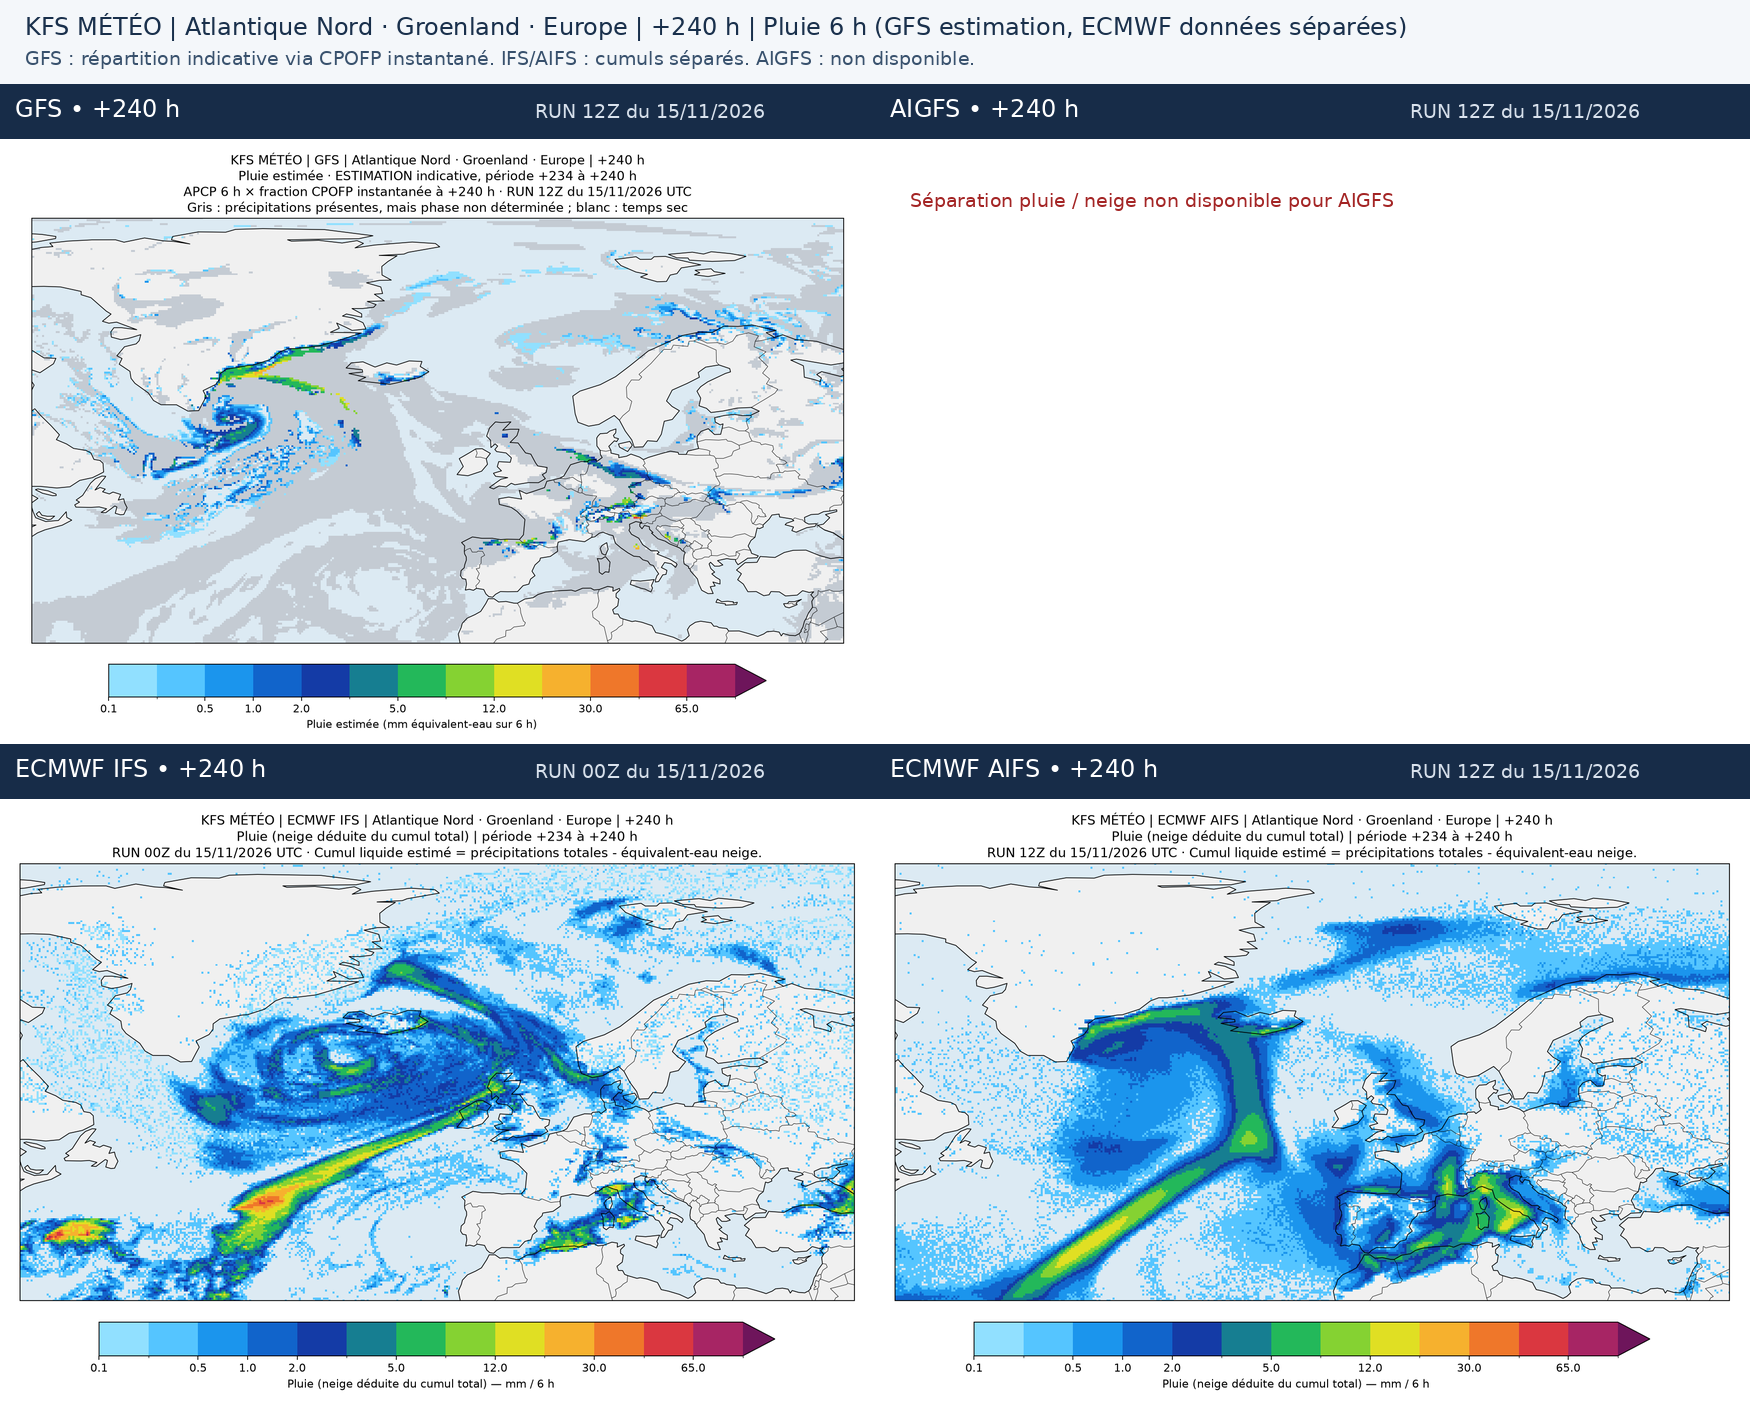 KFS MÉTÉO | Atlantique Nord · Groenland · Europe | +240 h | Pluie 6 h (GFS estimation, ECMWF données séparées)
GFS : répartition indicative via CPOFP instantané. IFS/AIFS : cumuls séparés. AIGFS : non disponible.
GFS • +240 h
RUN 12Z du 15/11/2026
AIGFS • +240 h
RUN 12Z du 15/11/2026
KFS MÉTÉO | GFS | Atlantique Nord · Groenland · Europe | +240 h
Pluie estimée · ESTIMATION indicative, période +234 à +240 h
APCP 6 h × fraction CPOFP instantanée à +240 h · RUN 12Z du 15/11/2026 UTC
Gris : précipitations présentes, mais phase non déterminée ; blanc : temps sec
Séparation pluie / neige non disponible pour AIGFS
0.1 0.5 1.0 2.0 5.0 12.0 30.0 65.0
Pluie estimée (mm équivalent-eau sur 6 h)
ECMWF IFS • +240 h
RUN 00Z du 15/11/2026
ECMWF AIFS • +240 h
RUN 12Z du 15/11/2026
KFS MÉTÉO | ECMWF IFS | Atlantique Nord · Groenland · Europe | +240 h
Pluie (neige déduite du cumul total) | période +234 à +240 h
RUN 00Z du 15/11/2026 UTC · Cumul liquide estimé = précipitations totales - équivalent-eau neige.
KFS MÉTÉO | ECMWF AIFS | Atlantique Nord · Groenland · Europe | +240 h
Pluie (neige déduite du cumul total) | période +234 à +240 h
RUN 12Z du 15/11/2026 UTC · Cumul liquide estimé = précipitations totales - équivalent-eau neige.
0.1 0.5 1.0 2.0 5.0 12.0 30.0 65.0
Pluie (neige déduite du cumul total) — mm / 6 h
0.1 0.5 1.0 2.0 5.0 12.0 30.0 65.0
Pluie (neige déduite du cumul total) — mm / 6 h